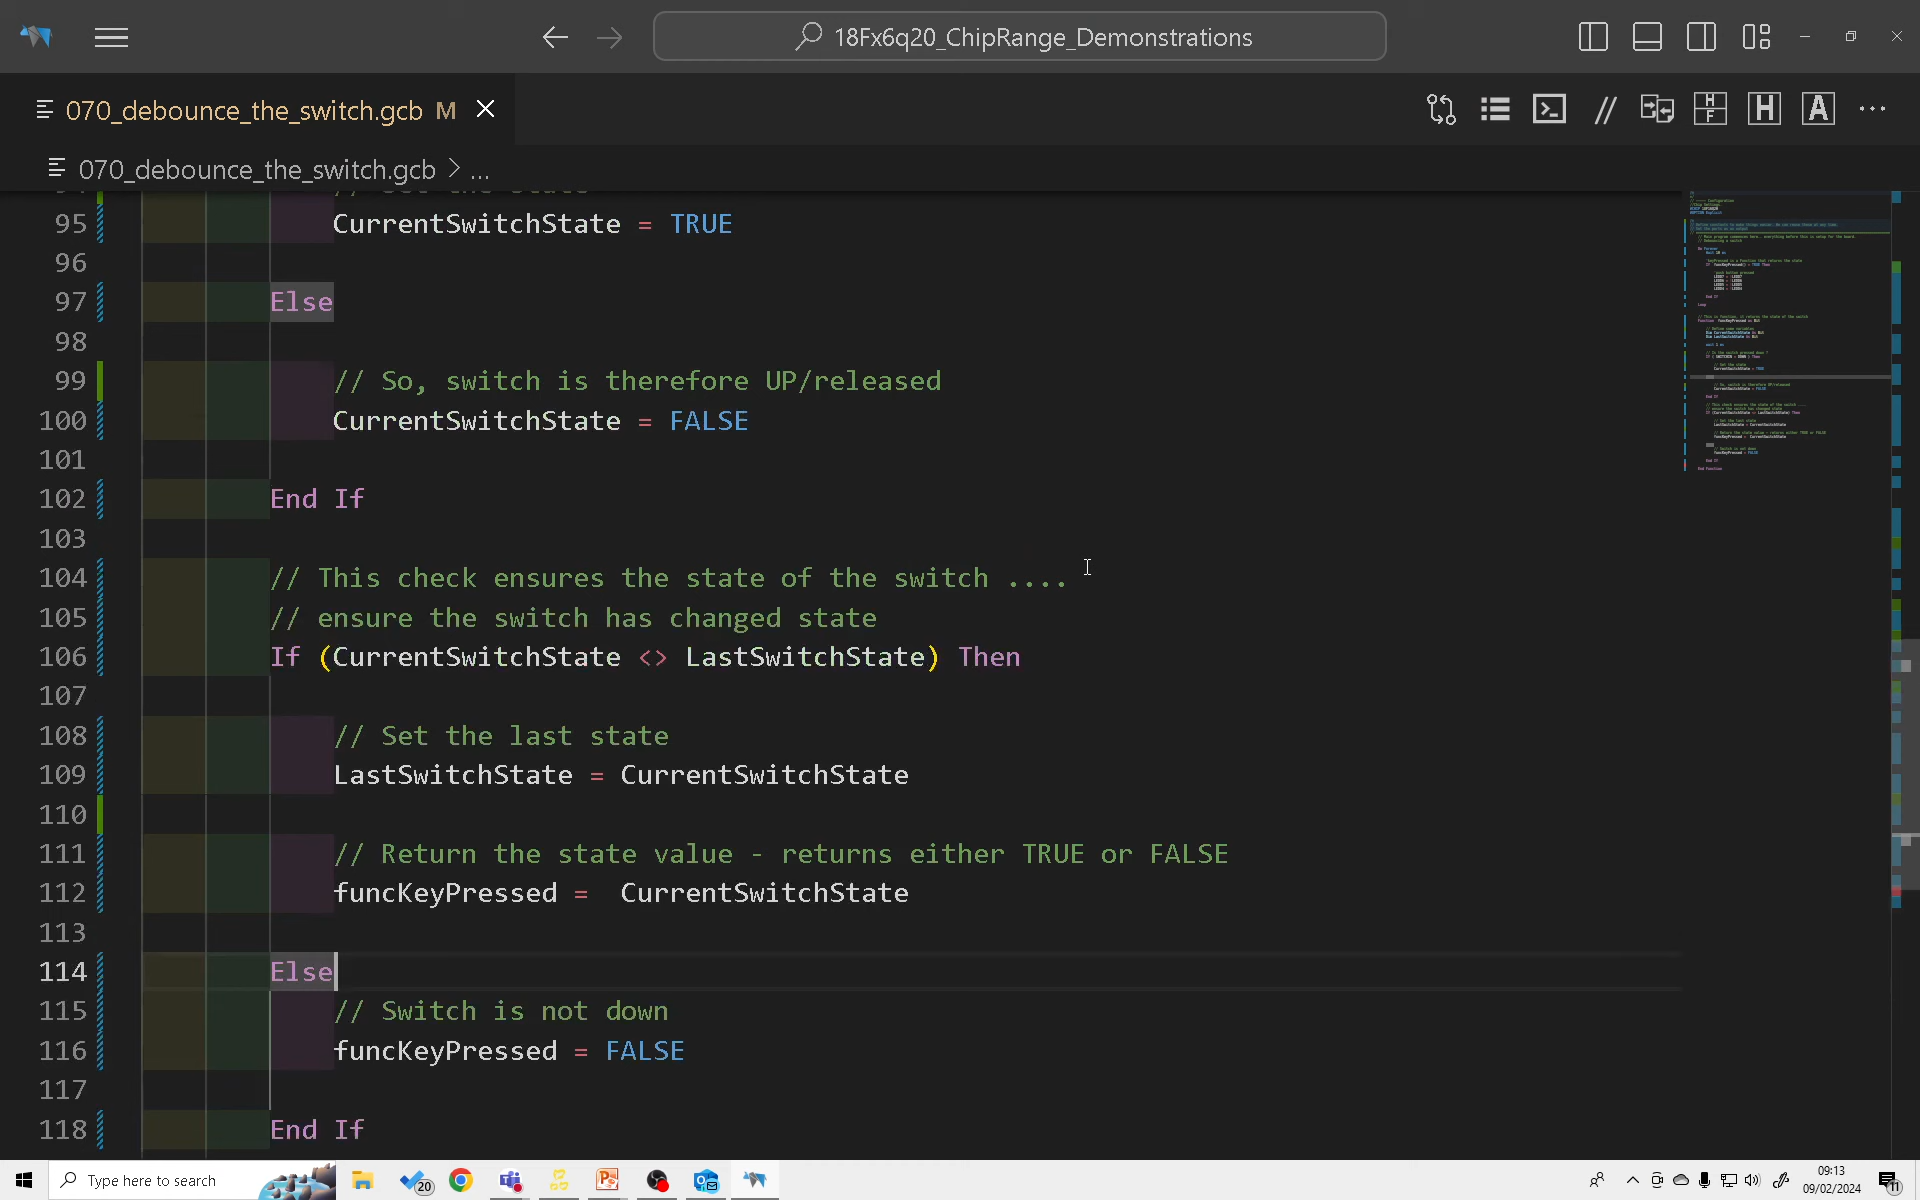 18Fx6q20_ChipRange_Demonstrations
070_debounce_the_switch.gcb M
H F H A
070_debounce_the_switch.gcb > ...
95 CurrentSwitchState = TRUE
96
97 Else
98
99 // So, switch is therefore UP/released
100 CurrentSwitchState = FALSE
101
102 End If
103
104 // This check ensures the state of the switch ....
105 // ensure the switch has changed state
106 If (CurrentSwitchState <> LastSwitchState) Then
107
108 // Set the last state
109 LastSwitchState = CurrentSwitchState
110
111 // Return the state value - returns either TRUE or FALSE
112 funcKeyPressed =  CurrentSwitchState
113
114 Else
115 // Switch is not down
116 funcKeyPressed = FALSE
117
118 End If
Type here to search
20
09:13
09/02/2024
11